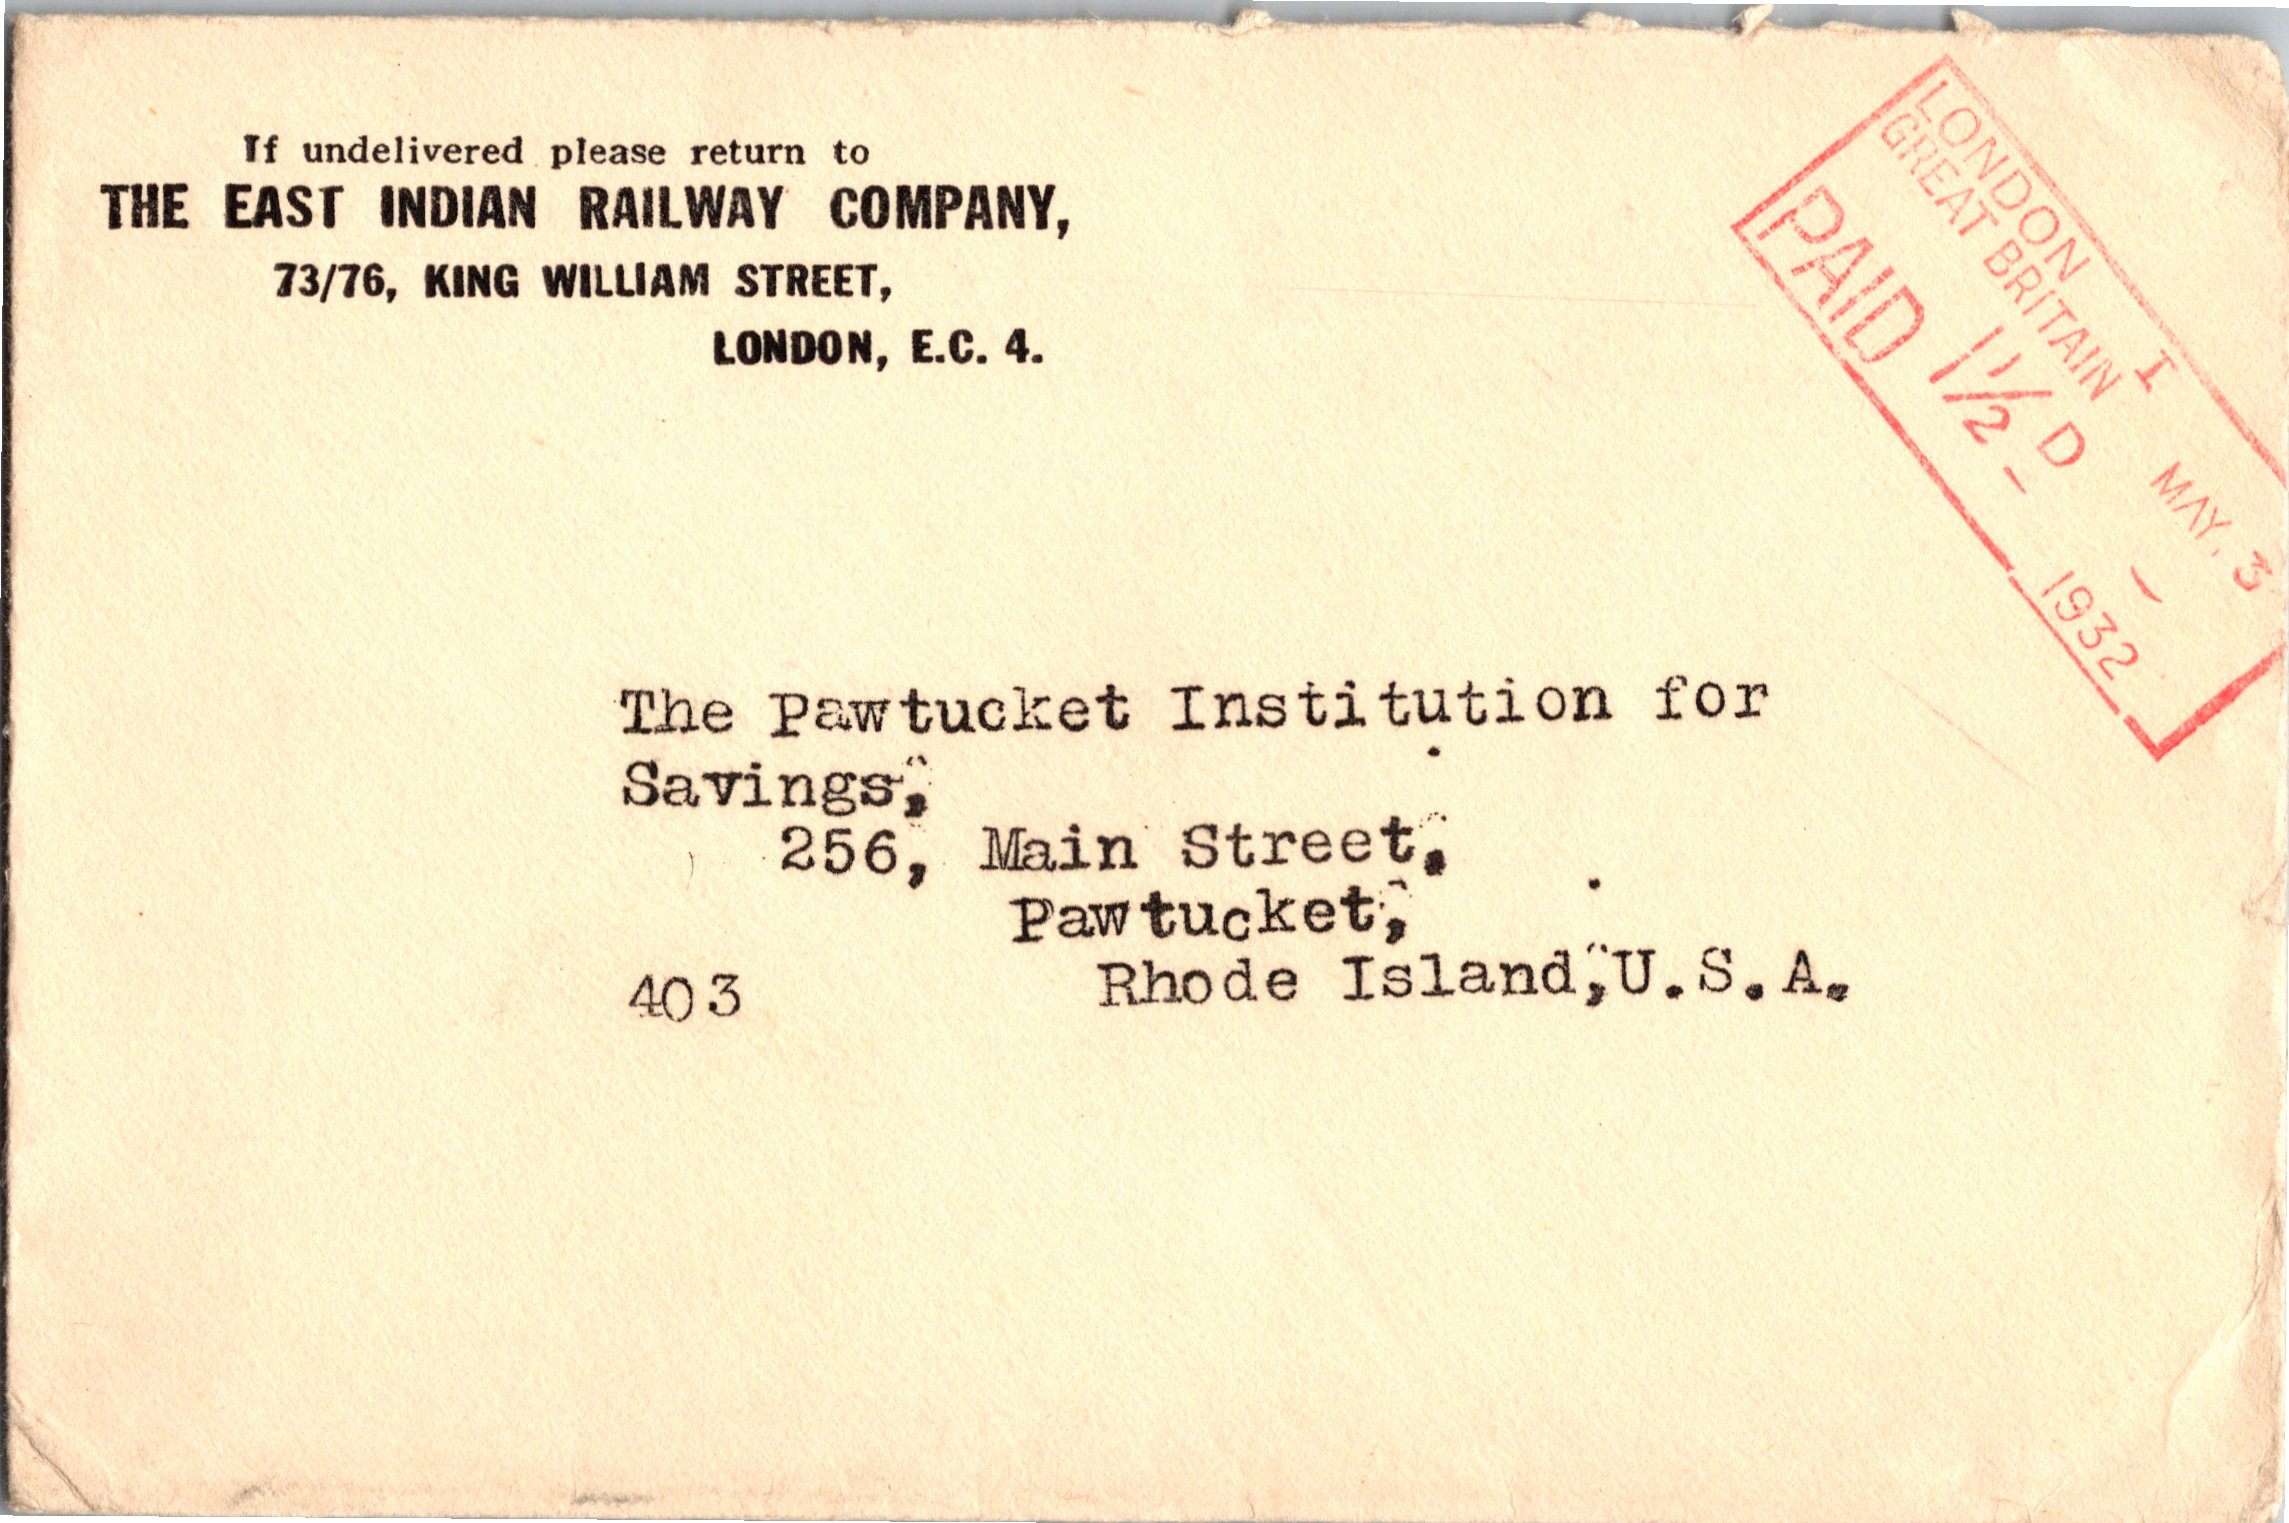 If undelivered please return to
THE EAST INDIAN RAILWAY COMPANY,
73/76, KING WILLIAM STREET,
LONDON, E.C. 4.
LONDON
GREAT BRITAIN
PAID 1½ D
I
MAY. 3
1932
The Pawtucket Institution for
Savings,
256, Main Street,
Pawtucket,
403 Rhode Island,U.S.A.